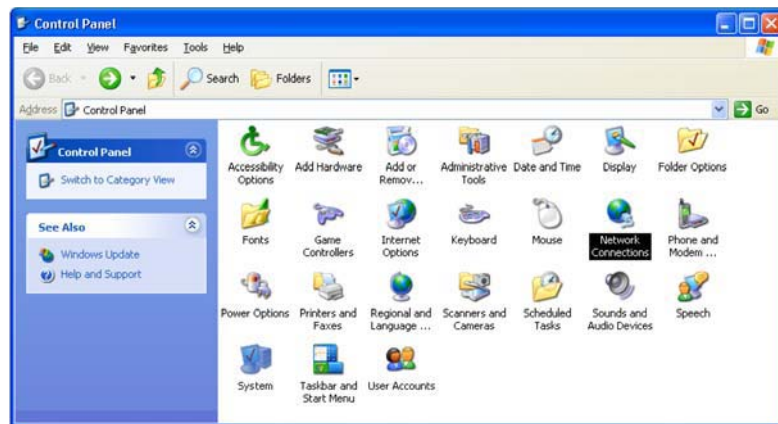 Control Panel
File Edit View Favorites Tools Help
Back Search Folders
Address Control Panel Go
Control Panel
Switch to Category View
See Also
Windows Update
Help and Support
Accessibility Options
Add Hardware
Add or Remov...
Administrative Tools
Date and Time
Display
Folder Options
Fonts
Game Controllers
Internet Options
Keyboard
Mouse
Network Connections
Phone and Modem ...
Power Options
Printers and Faxes
Regional and Language ...
Scanners and Cameras
Scheduled Tasks
Sounds and Audio Devices
Speech
System
Taskbar and Start Menu
User Accounts